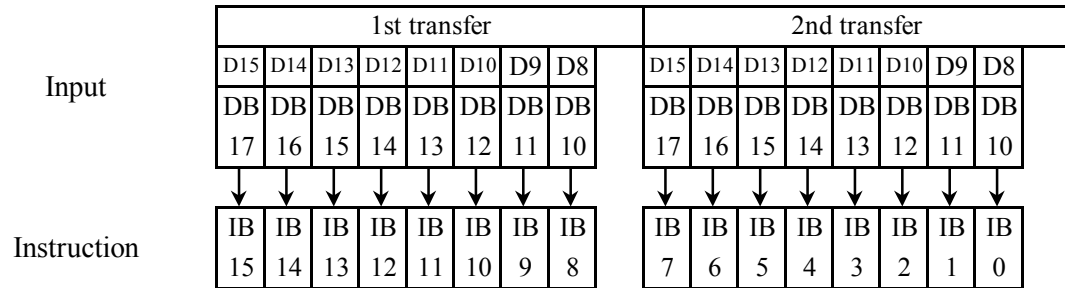 1st transfer 2nd transfer
Input
D15 D14 D13 D12 D11 D10 D9 D8 D15 D14 D13 D12 D11 D10 D9 D8
DB DB DB DB DB DB DB DB DB DB DB DB DB DB DB DB
17 16 15 14 13 12 11 10 17 16 15 14 13 12 11 10
Instruction
IB IB IB IB IB IB IB IB IB IB IB IB IB IB IB IB
15 14 13 12 11 10 9 8 7 6 5 4 3 2 1 0